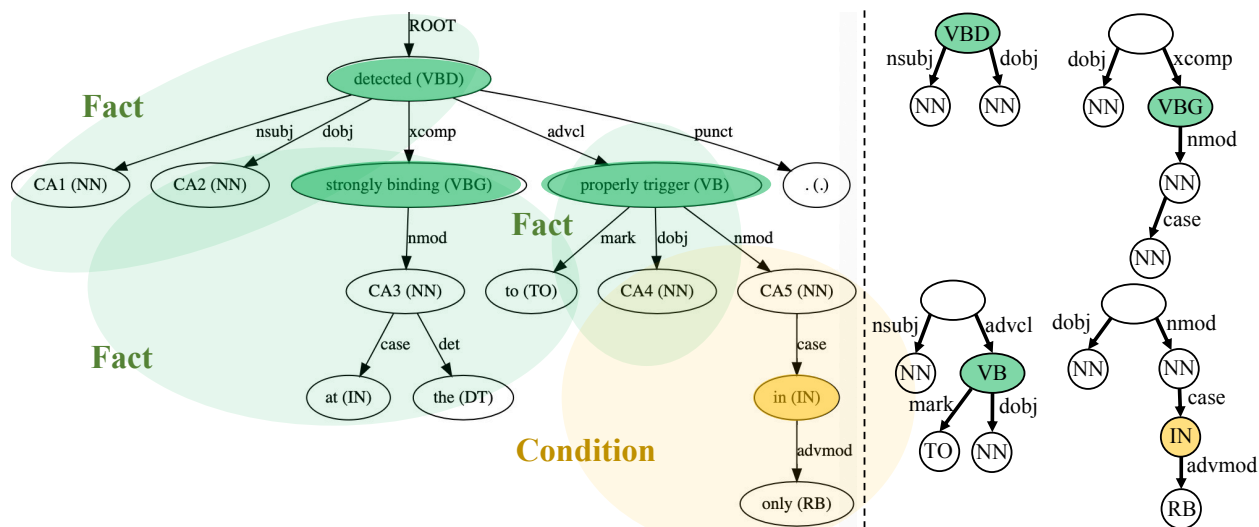 ROOT
detected (VBD)
Fact
nsubj
dobj
xcomp
advcl
punct
CA1 (NN)
CA2 (NN)
strongly binding (VBG)
properly trigger (VB)
. (.)
Fact
nmod
mark
dobj
nmod
CA3 (NN)
to (TO)
CA4 (NN)
CA5 (NN)
Fact
case
det
case
at (IN)
the (DT)
in (IN)
Condition
advmod
only (RB)
VBD
nsubj
dobj
NN
NN
dobj
xcomp
NN
VBG
nmod
NN
case
NN
nsubj
advcl
NN
VB
mark
dobj
TO
NN
dobj
nmod
NN
NN
case
IN
advmod
RB